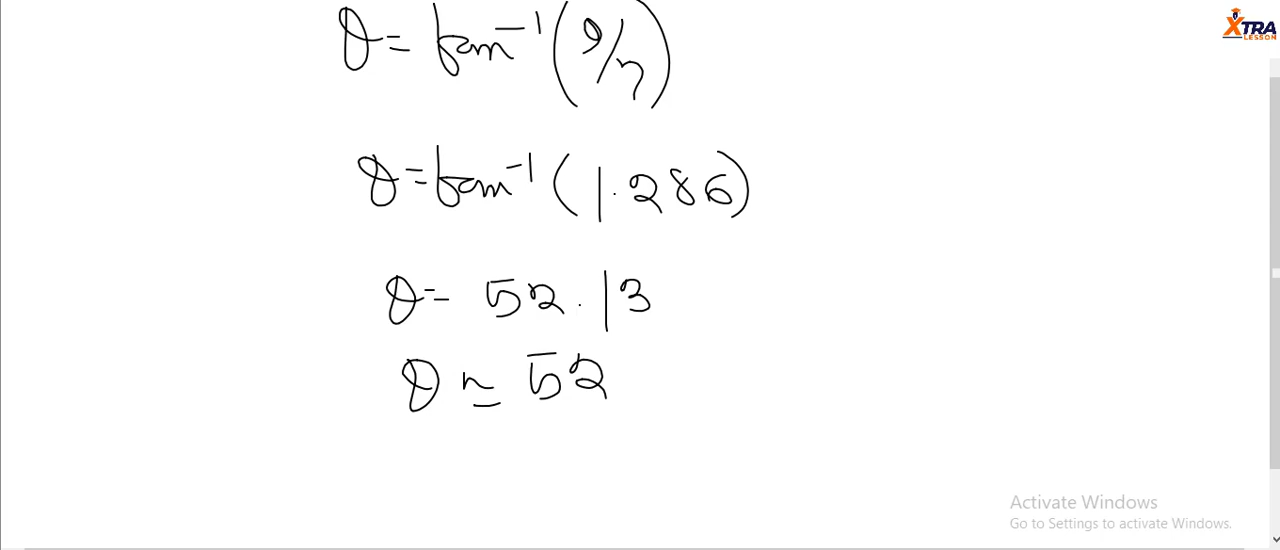 XTRA
LESSON
θ = tan⁻¹(9/7)
θ = tan⁻¹(1.286)
θ = 52.13
θ ≃ 52
Activate Windows
Go to Settings to activate Windows.